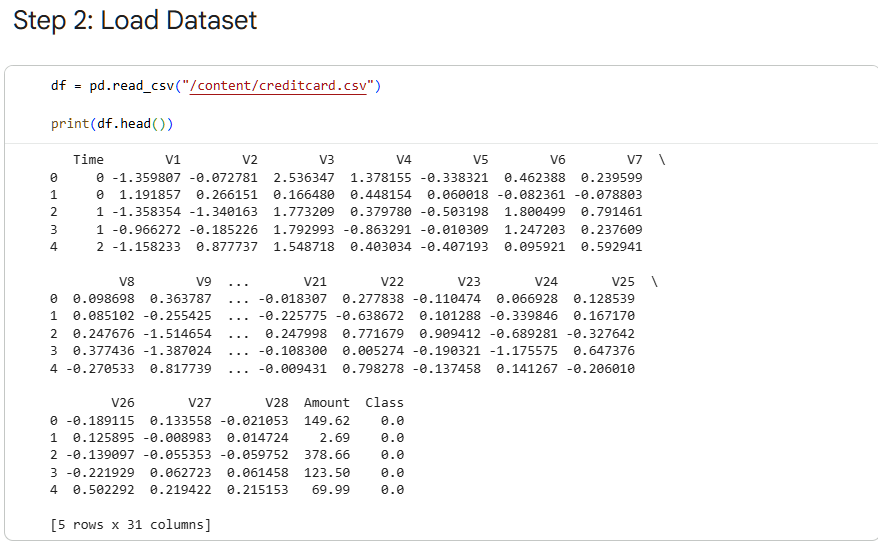 Step 2: Load Dataset
df = pd.read_csv("/content/creditcard.csv")
print(df.head())
   Time        V1        V2        V3        V4        V5        V6        V7  \
0     0 -1.359807 -0.072781  2.536347  1.378155 -0.338321  0.462388  0.239599
1     0  1.191857  0.266151  0.166480  0.448154  0.060018 -0.082361 -0.078803
2     1 -1.358354 -1.340163  1.773209  0.379780 -0.503198  1.800499  0.791461
3     1 -0.966272 -0.185226  1.792993 -0.863291 -0.010309  1.247203  0.237609
4     2 -1.158233  0.877737  1.548718  0.403034 -0.407193  0.095921  0.592941
         V8        V9  ...       V21       V22       V23       V24       V25  \
0  0.098698  0.363787  ... -0.018307  0.277838 -0.110474  0.066928  0.128539
1  0.085102 -0.255425  ... -0.225775 -0.638672  0.101288 -0.339846  0.167170
2  0.247676 -1.514654  ...  0.247998  0.771679  0.909412 -0.689281 -0.327642
3  0.377436 -1.387024  ... -0.108300  0.005274 -0.190321 -1.175575  0.647376
4 -0.270533  0.817739  ... -0.009431  0.798278 -0.137458  0.141267 -0.206010
        V26       V27       V28  Amount  Class
0 -0.189115  0.133558 -0.021053  149.62    0.0
1  0.125895 -0.008983  0.014724    2.69    0.0
2 -0.139097 -0.055353 -0.059752  378.66    0.0
3 -0.221929  0.062723  0.061458  123.50    0.0
4  0.502292  0.219422  0.215153   69.99    0.0
[5 rows x 31 columns]